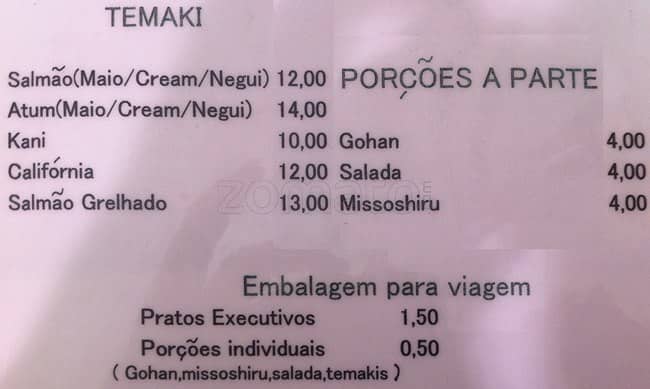 TEMAKI
Salmão(Maio/Cream/Negui) 12,00
Atum(Maio/Cream/Negui) 14,00
Kani 10,00
Califórnia 12,00
Salmão Grelhado 13,00
PORÇÕES A PARTE
Gohan 4,00
Salada 4,00
Missoshiru 4,00
zomato
Embalagem para viagem
Pratos Executivos 1,50
Porções individuais 0,50
( Gohan,missoshiru,salada,temakis )